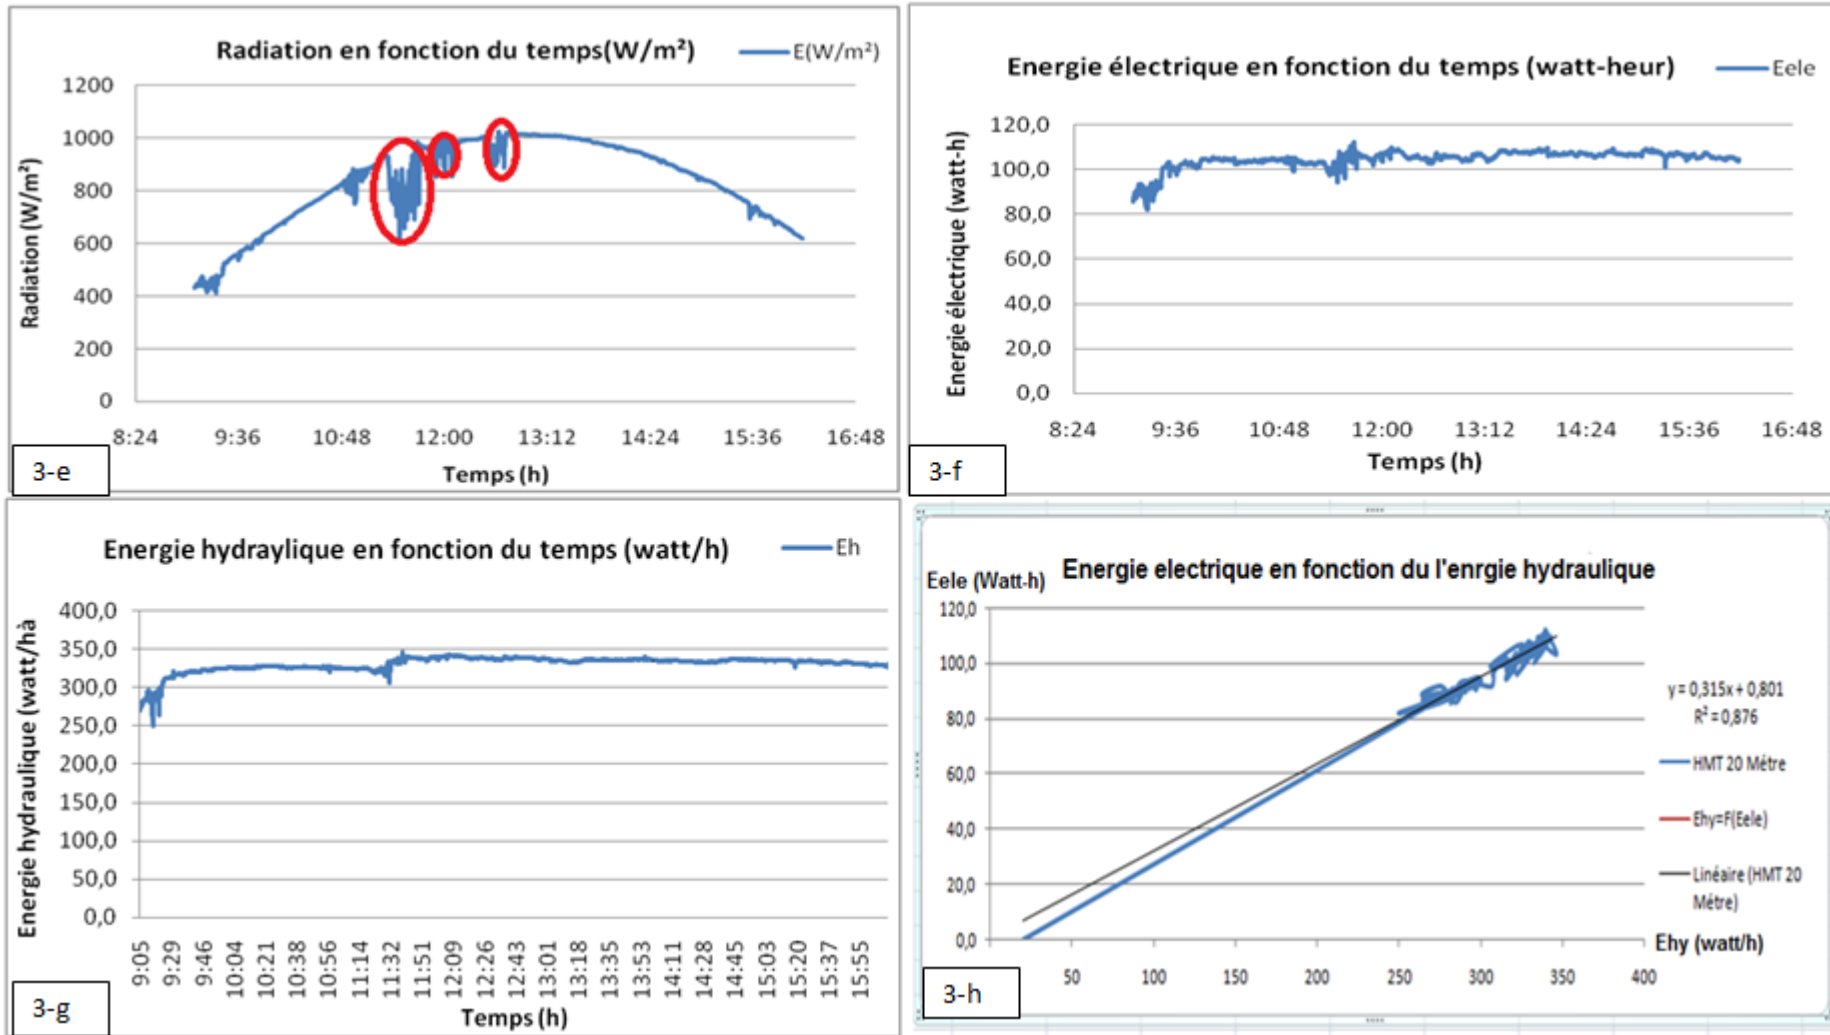 Radiation en fonction du temps(W/m²)
E(W/m²)
Radiation (W/m²)
1200
1000
800
600
400
200
0
8:24 9:36 10:48 12:00 13:12 14:24 15:36 16:48
Temps (h)
3-e
Energie électrique en fonction du temps (watt-heur)
Eele
Energie électrique (watt-h)
120,0
100,0
80,0
60,0
40,0
20,0
0,0
8:24 9:36 10:48 12:00 13:12 14:24 15:36 16:48
Temps (h)
3-f
Energie hydraylique en fonction du temps (watt/h)
Eh
Energie hydraulique (watt/hà
400,0
350,0
300,0
250,0
200,0
150,0
100,0
50,0
0,0
9:05 9:29 9:46 10:04 10:21 10:38 10:56 11:14 11:32 11:51 12:09 12:26 12:43 13:01 13:18 13:35 13:53 14:11 14:28 14:45 15:03 15:20 15:37 15:55
Temps (h)
3-g
Energie electrique en fonction du l'enrgie hydraulique
Eele (Watt-h)
120,0
100,0
80,0
60,0
40,0
20,0
0,0
y = 0,315x + 0,801
R² = 0,876
HMT 20 Métre
Ehy=F(Eele)
Linéaire (HMT 20
Métre)
Ehy (watt/h)
50 100 150 200 250 300 350 400
3-h